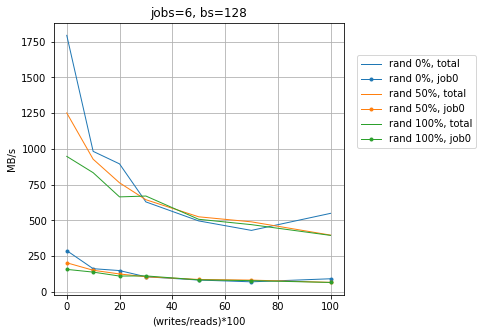 jobs=6, bs=128
MB/s
1750
1500
1250
1000
750
500
250
0
0 20 40 60 80 100
(writes/reads)*100
rand 0%, total
rand 0%, job0
rand 50%, total
rand 50%, job0
rand 100%, total
rand 100%, job0